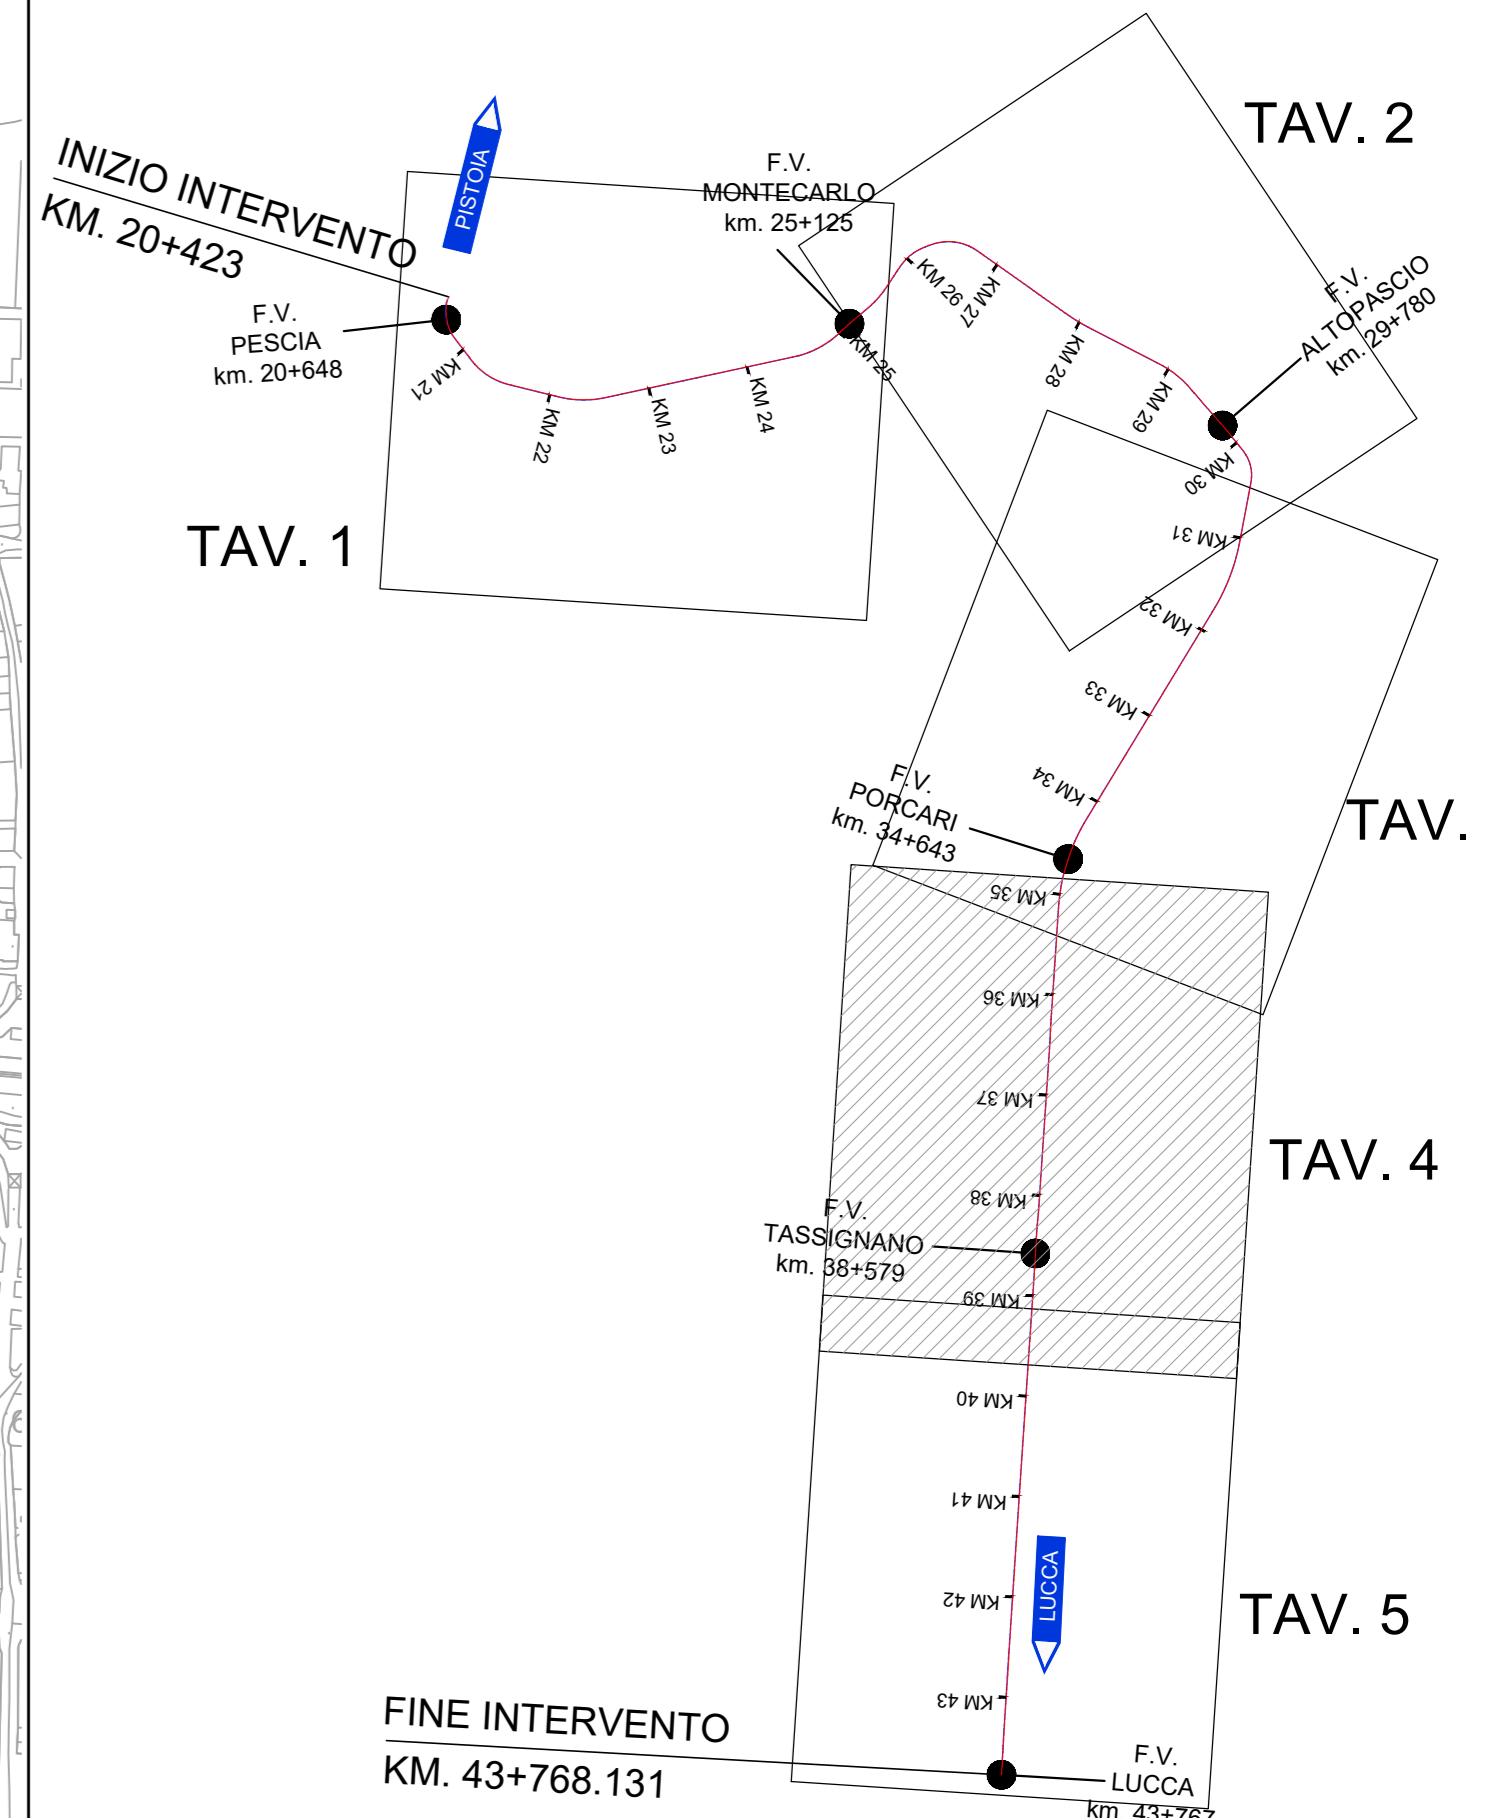 TAV. 2
INIZIO INTERVENTO
KM. 20+423
PISTOIA
F.V.
MONTECARLO
km. 25+125
F.V.
PESCIA
km. 20+648
F.V.
ALTOPASCIO
km. 29+780
KM 21
KM 22
KM 23
KM 24
KM 25
KM 26
KM 27
KM 28
KM 29
KM 30
TAV. 1
KM 31
KM 32
KM 33
KM 34
F.V.
PORCARI
km. 34+643
TAV.
KM 35
KM 36
KM 37
TAV. 4
KM 38
F.V.
TASSIGNANO
km. 38+579
KM 39
KM 40
KM 41
LUCCA
KM 42
TAV. 5
KM 43
FINE INTERVENTO
KM. 43+768.131
F.V.
LUCCA
km. 43+767